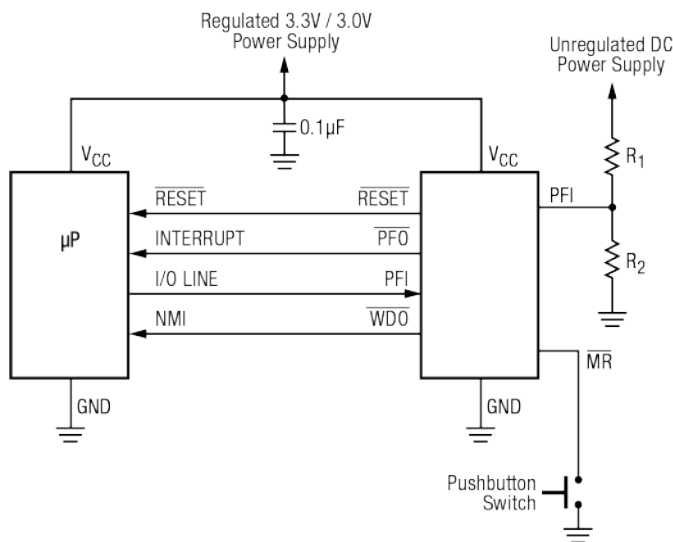 Regulated 3.3V / 3.0V
Power Supply
Unregulated DC
Power Supply
0.1µF
R1
VCC
VCC
PFI
RESET
RESET
µP
INTERRUPT
PFO
R2
I/O LINE
PFI
NMI
WDO
MR
GND
GND
Pushbutton
Switch